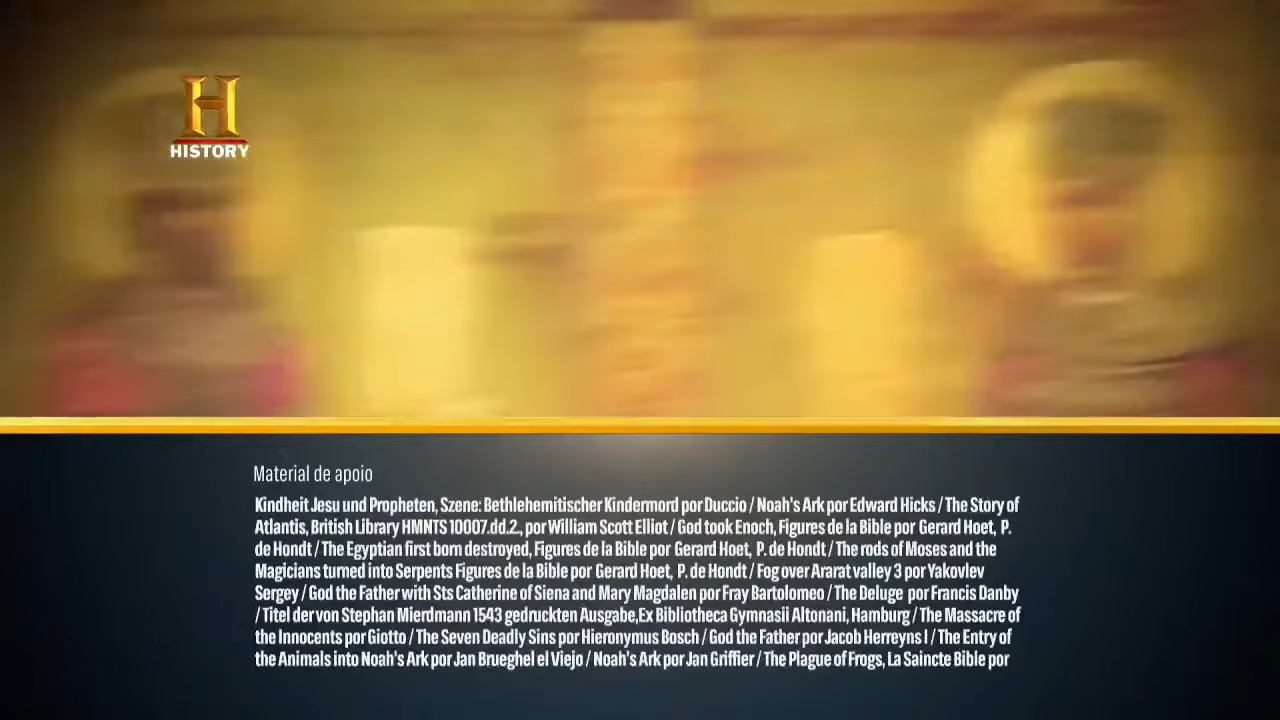 H
HISTORY
Material de apoio
Kindheit Jesu und Propheten, Szene: Bethlehemitischer Kindermord por Duccio / Noah's Ark por Edward Hicks / The Story of
Atlantis, British Library HMNTS 10007.dd.2., por William Scott Elliot / God took Enoch, Figures de la Bible por Gerard Hoet, P.
de Hondt / The Egyptian first born destroyed, Figures de la Bible por Gerard Hoet, P. de Hondt / The rods of Moses and the
Magicians turned into Serpents Figures de la Bible por Gerard Hoet, P. de Hondt / Fog over Ararat valley 3 por Yakovlev
Sergey / God the Father with Sts Catherine of Siena and Mary Magdalen por Fray Bartolomeo / The Deluge por Francis Danby
/ Titel der von Stephan Mierdmann 1543 gedruckten Ausgabe,Ex Bibliotheca Gymnasii Altonani, Hamburg / The Massacre of
the Innocents por Giotto / The Seven Deadly Sins por Hieronymus Bosch / God the Father por Jacob Herreyns I / The Entry of
the Animals into Noah's Ark por Jan Brueghel el Viejo / Noah's Ark por Jan Griffier / The Plague of Frogs, La Saincte Bible por